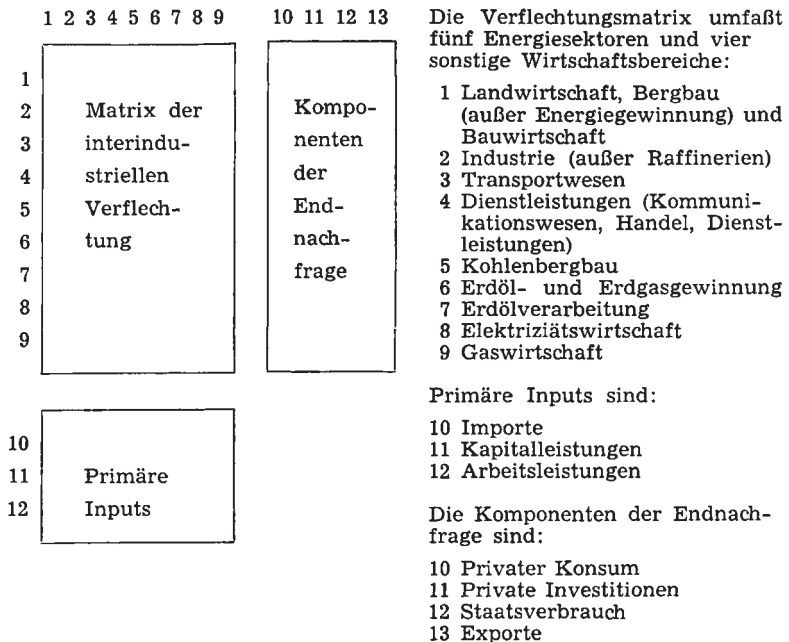 1 2 3 4 5 6 7 8 9
10 11 12 13
1
2
3
4
5
6
7
8
9
Matrix der
interindu-
striellen
Verflech-
tung
Kompo-
nenten
der
End-
nach-
frage
10
11
12
Primäre
Inputs
Die Verflechtungsmatrix umfaßt
fünf Energiesektoren und vier
sonstige Wirtschaftsbereiche:
1 Landwirtschaft, Bergbau
(außer Energiegewinnung) und
Bauwirtschaft
2 Industrie (außer Raffinerien)
3 Transportwesen
4 Dienstleistungen (Kommuni-
kationswesen, Handel, Dienst-
leistungen)
5 Kohlenbergbau
6 Erdöl- und Erdgasgewinnung
7 Erdölverarbeitung
8 Elektriziätswirtschaft
9 Gaswirtschaft
Primäre Inputs sind:
10 Importe
11 Kapitalleistungen
12 Arbeitsleistungen
Die Komponenten der Endnach-
frage sind:
10 Privater Konsum
11 Private Investitionen
12 Staatsverbrauch
13 Exporte